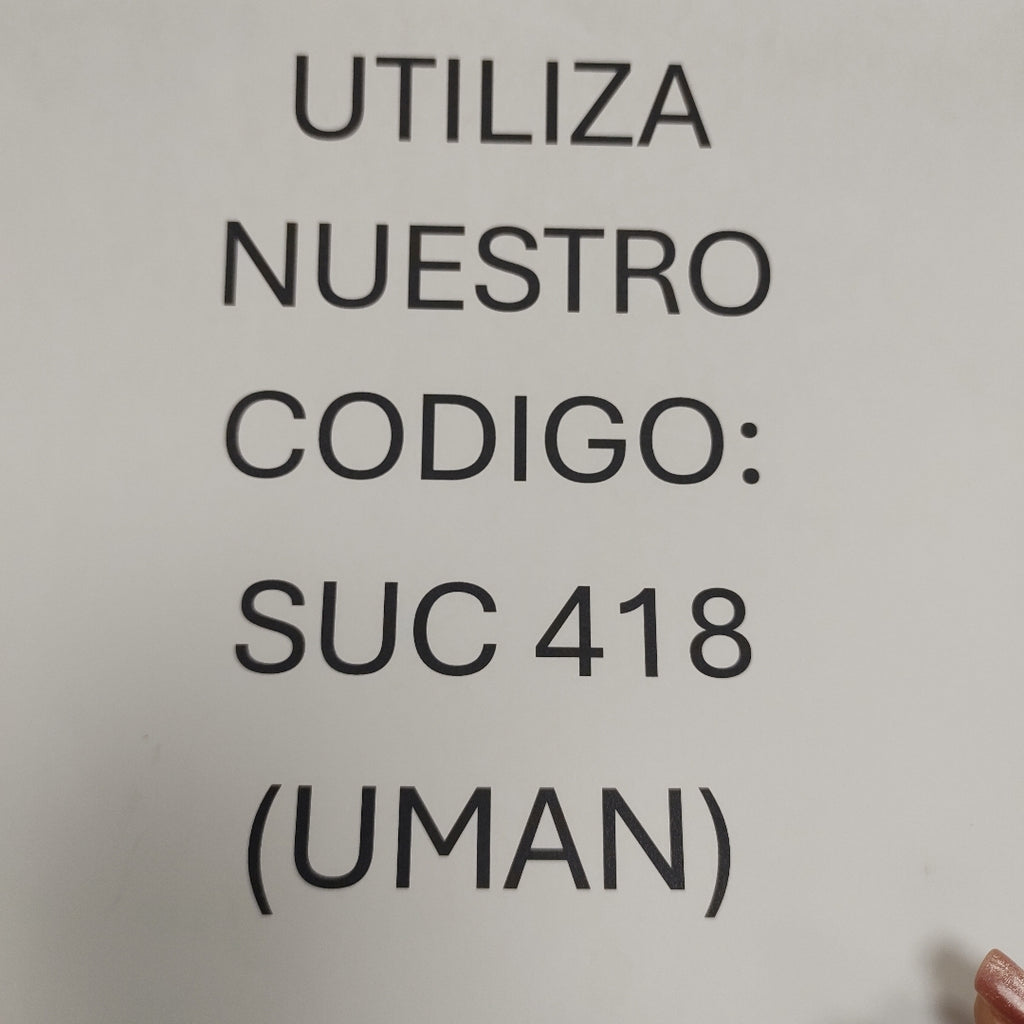 UTILIZA
NUESTRO
CODIGO:
SUC 418
(UMAN)